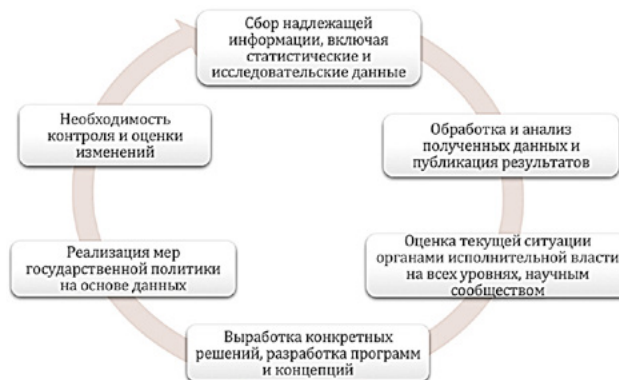 Сбор надлежащей
информации, включая
статистические и
исследовательские данные
Обработка и анализ
полученных данных и
публикация результатов
Оценка текущей ситуации
органами исполнительной власти
на всех уровнях, научным
сообществом
Выработка конкретных
решений, разработка программ
и концепций
Реализация мер
государственной политики
на основе данных
Необходимость
контроля и оценки
изменений